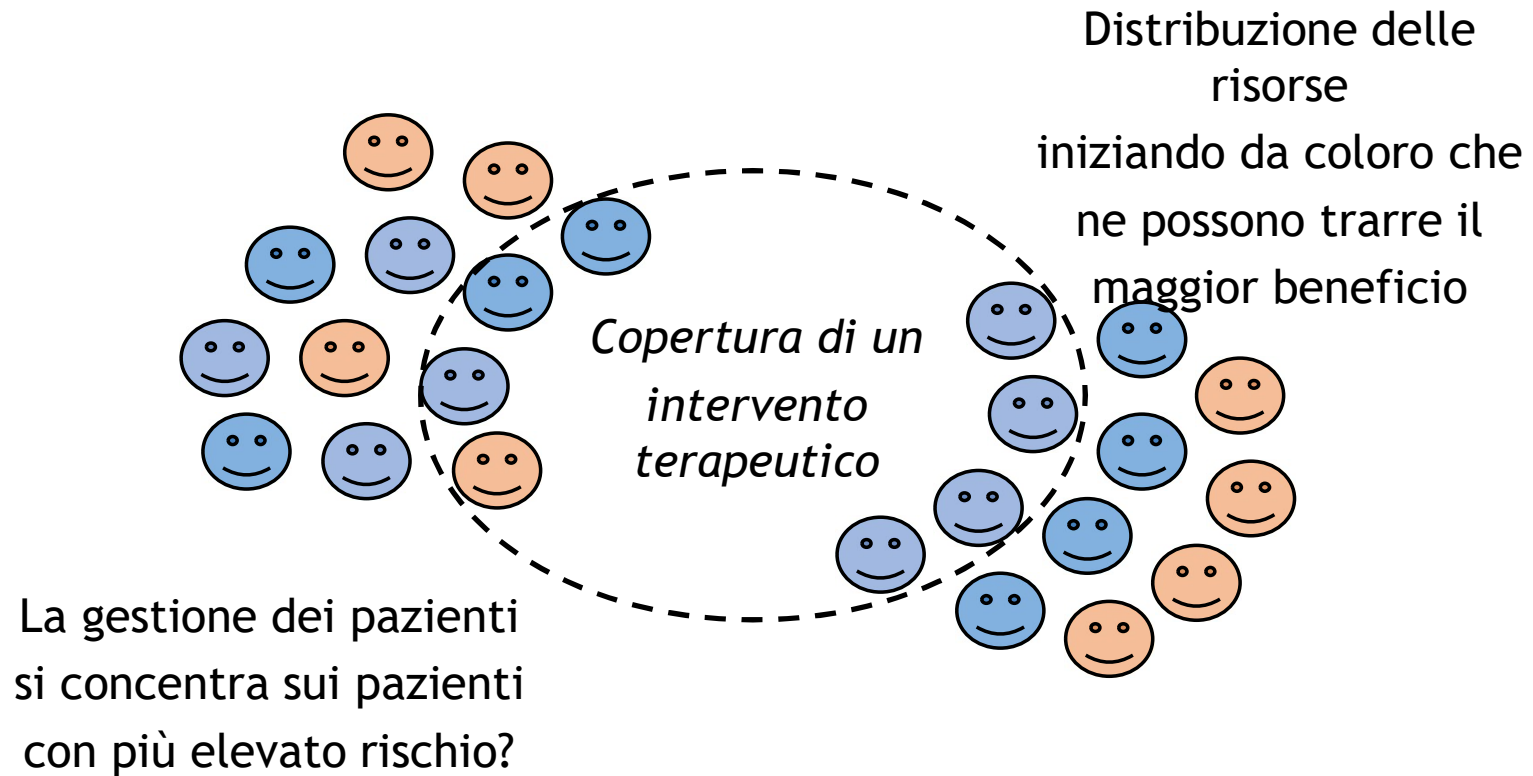 Distribuzione delle
risorse
iniziando da coloro che
ne possono trarre il
maggior beneficio
Copertura di un
intervento
terapeutico
La gestione dei pazienti
si concentra sui pazienti
con più elevato rischio?